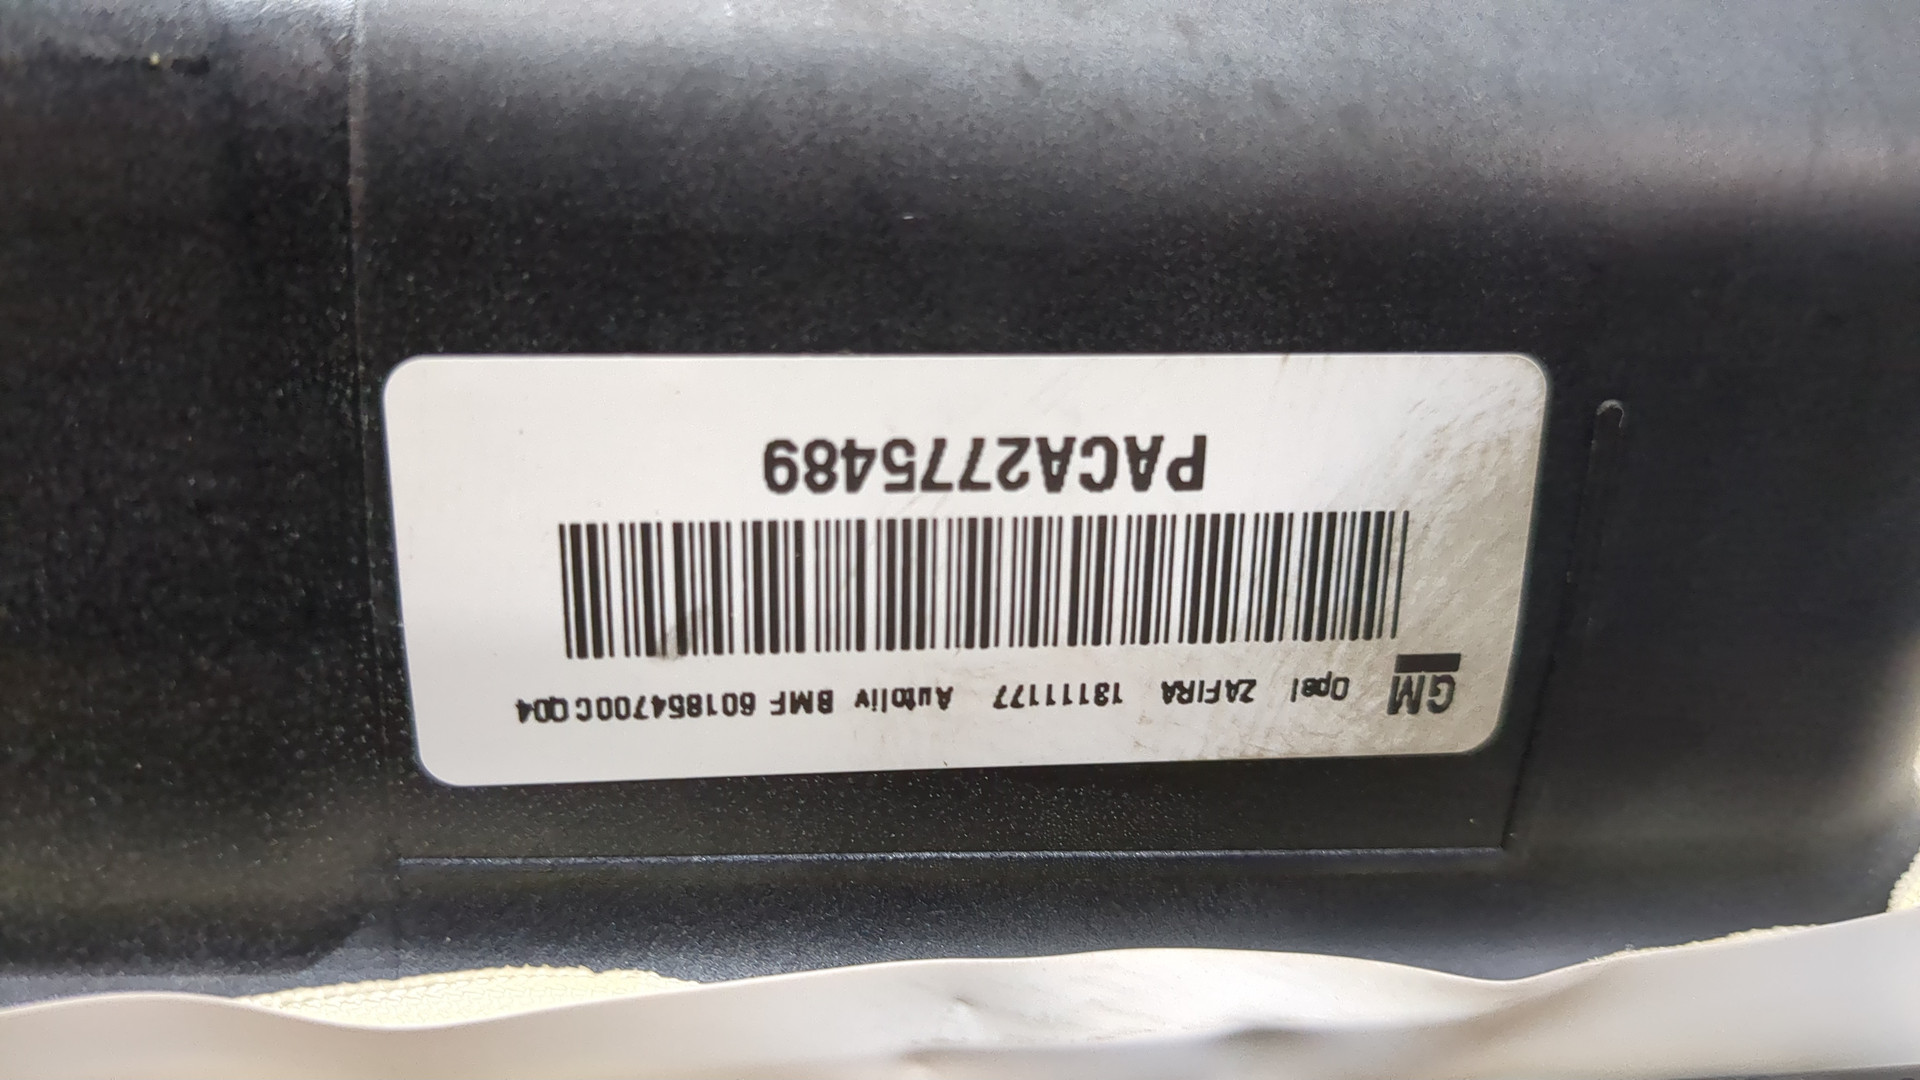 GM Opel ZAFIRA 13111177 Autoliv BMF 601854700C Q04
PACA2775489